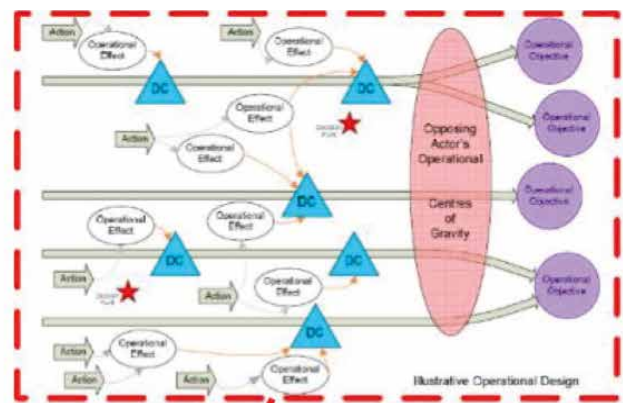 Action
Operational
Effect
DC
Action
Operational
Effect
DC
Operational
Objective
Operational
Effect
Action
Operational
Effect
Operational
Objective
Opposing
Actor's
Operational
Centres
of
Gravity
DC
Operational
Objective
Operational
Effect
Action
DC
Operational
Effect
Action
DC
Operational
Effect
Operational
Objective
Action
Operational
Effect
Action
DC
Action
Operational
Effect
Illustrative Operational Design